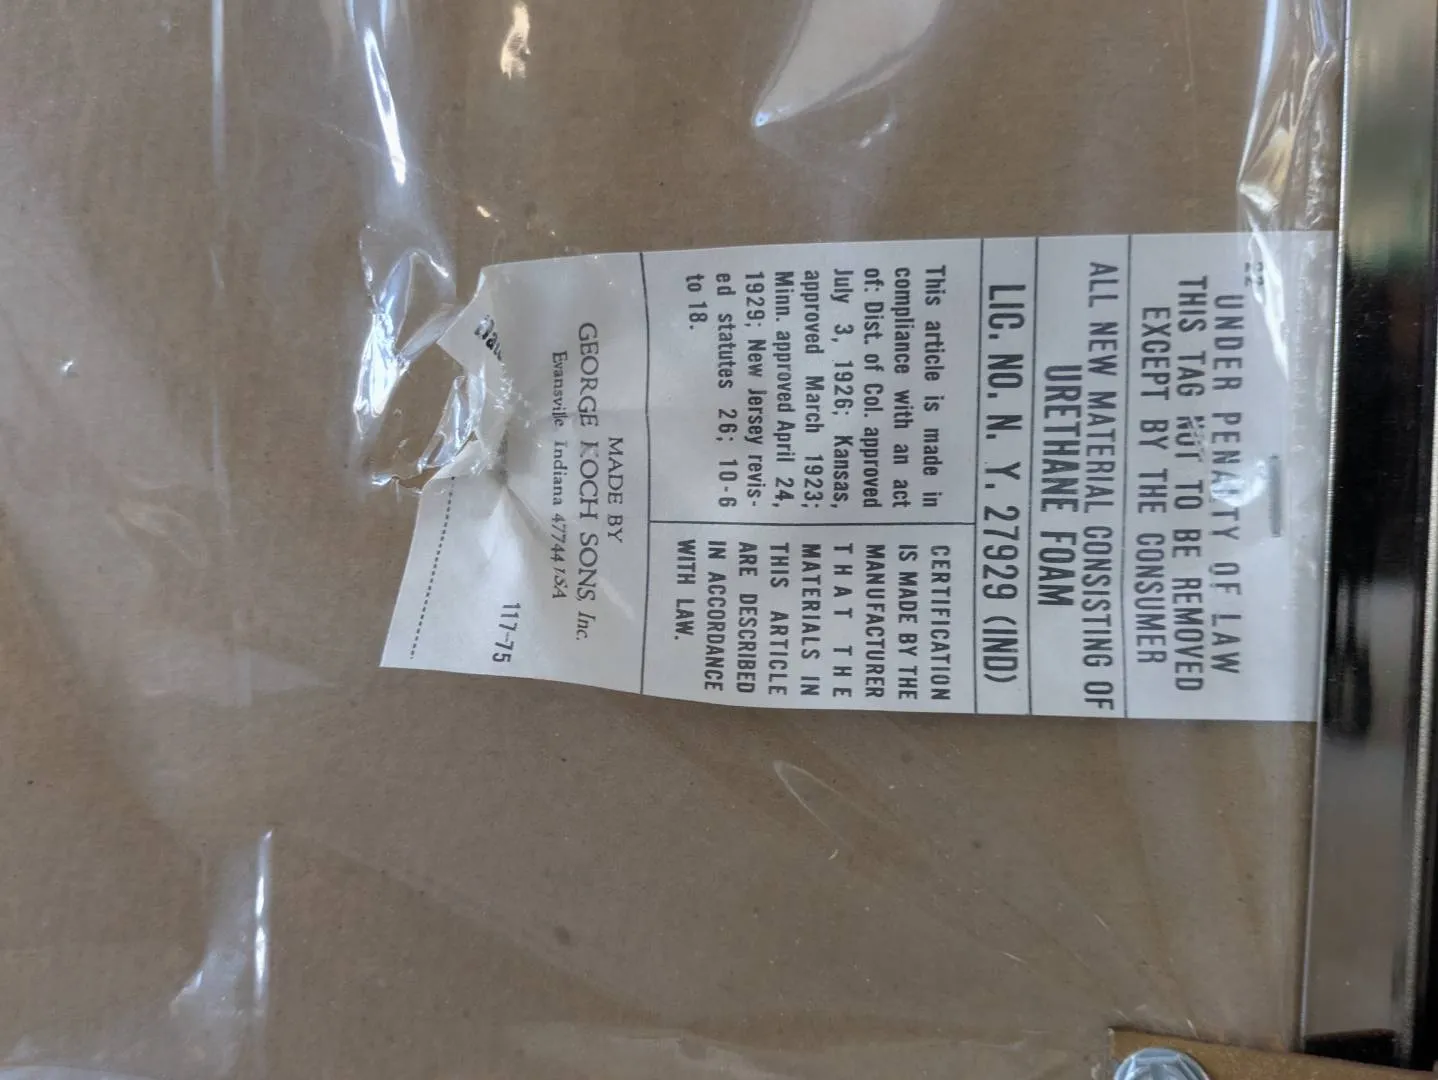 22
UNDER PENALTY OF LAW
THIS TAG NOT TO BE REMOVED
EXCEPT BY THE CONSUMER
ALL NEW MATERIAL CONSISTING OF
URETHANE FOAM
LIC. NO. N. Y. 27929 (IND)
This article is made in
compliance with an act
of: Dist. of Col. approved
July 3, 1926; Kansas,
approved March 1923;
Minn. approved April 24,
1929; New Jersey revis-
ed statutes 26; 10-6
to 18.
CERTIFICATION
IS MADE BY THE
MANUFACTURER
THAT THE
MATERIALS IN
THIS ARTICLE
ARE DESCRIBED
IN ACCORDANCE
WITH LAW.
MADE BY
GEORGE KOCH SONS, Inc.
Evansville, Indiana 47744 USA
117-75